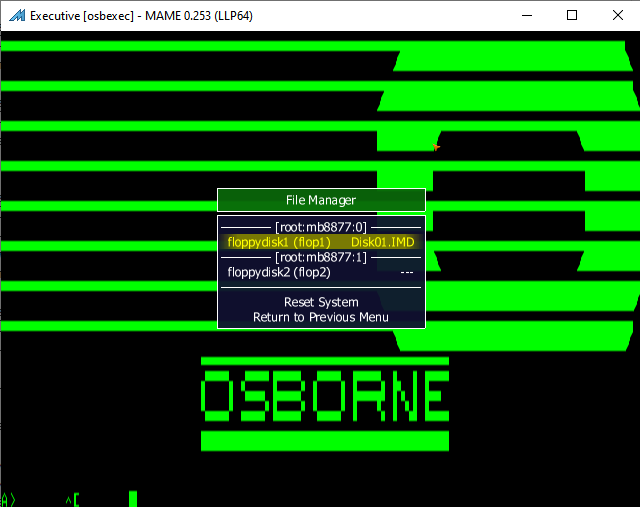 Executive [osbexec] - MAME 0.253 (LLP64)
File Manager
[root:mb8877:0]
floppydisk1 (flop1) Disk01.IMD
[root:mb8877:1]
floppydisk2 (flop2) ---
Reset System
Return to Previous Menu
OSBORNE
A> ^[